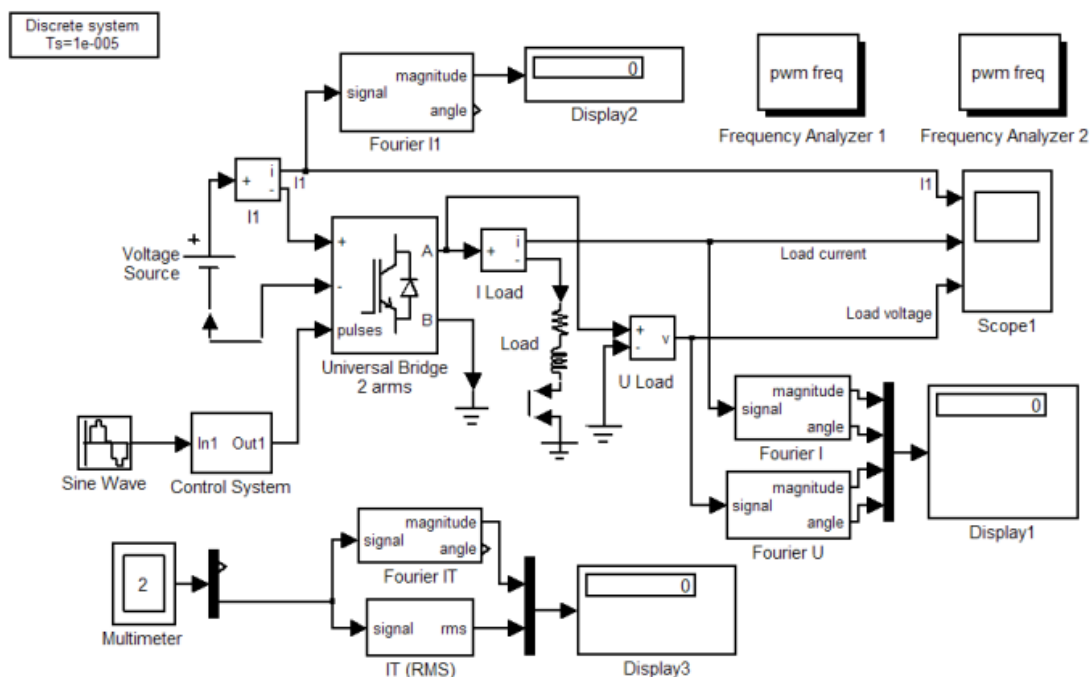 Discrete system
Ts=1e-005
signal
magnitude
angle
Fourier I1
0
Display2
pwm freq
Frequency Analyzer 1
pwm freq
Frequency Analyzer 2
+
i
-
I1
I1
I1
Voltage
Source
+
+
-
pulses
A
B
Universal Bridge
2 arms
+
i
-
I Load
Load current
Load voltage
Scope1
Load
+
-
v
U Load
signal
magnitude
angle
Fourier I
signal
magnitude
angle
Fourier U
0
Display1
Sine Wave
In1 Out1
Control System
2
Multimeter
signal
magnitude
angle
Fourier IT
signal rms
IT (RMS)
0
Display3